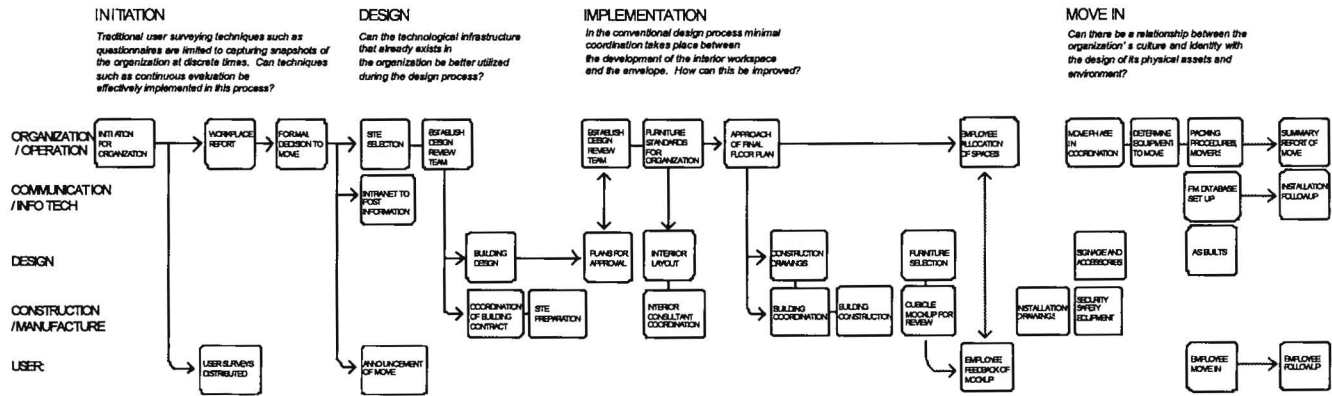 INITIATION
Traditional user surveying techniques such as
questionnaires are limited to capturing snapshots of
the organization at discrete times. Can techniques
such as continuous evaluation be
effectively implemented in this process?
DESIGN
Can the technological infrastructure
that already exists in
the organization be better utilized
during the design process?
IMPLEMENTATION
In the conventional design process minimal
coordination takes place between
the development of the interior workspace
and the envelope. How can this be improved?
MOVE IN
Can there be a relationship between the
organization's culture and identity with
the design of its physical assets and
environment?
ORGANIZATION
/ OPERATION
INITIATION
FOR
ORGANIZATION
WORKPLACE
REPORT
FORMAL
DECISION TO
MOVE
SITE
SELECTION
ESTABLISH
DESIGN
REVIEW
TEAM
ESTABLISH
DESIGN
REVIEW
TEAM
FURNITURE
STANDARDS
FOR
ORGANIZATION
APPROACH
OF FINAL
FLOOR PLAN
EMPLOYEE
ALLOCATION
OF SPACES
MOVE PHASE
IN
COORDINATION
DETERMINE
EQUIPMENT
TO MOVE
PACKING
PROCEDURES,
MOVERS
SUMMARY
REPORT OF
MOVE
COMMUNICATION
/ INFO TECH
INTRANET TO
POST
INFORMATION
FM DATABASE
SET UP
INSTALLATION
FOLLOWUP
DESIGN
BUILDING
DESIGN
PLANS FOR
APPROVAL
INTERIOR
LAYOUT
CONSTRUCTION
DRAWINGS
FURNITURE
SELECTION
SIGNAGE AND
ACCESSORIES
AS BUILTS
CONSTRUCTION
/MANUFACTURE
COORDINATION
OF BUILDING
CONTRACT
SITE
PREPARATION
INTERIOR
CONSULTANT
COORDINATION
BUILDING
COORDINATION
BUILDING
CONSTRUCTION
CUBICLE
MOCKUP FOR
REVIEW
INSTALLATION
DRAWINGS
SECURITY
SAFETY
EQUIPMENT
USER:
USER SURVEYS
DISTRIBUTED
ANNOUNCEMENT
OF MOVE
EMPLOYEE
FEEDBACK OF
MOCKUP
EMPLOYEE
MOVE IN
EMPLOYEE
FOLLOWUP